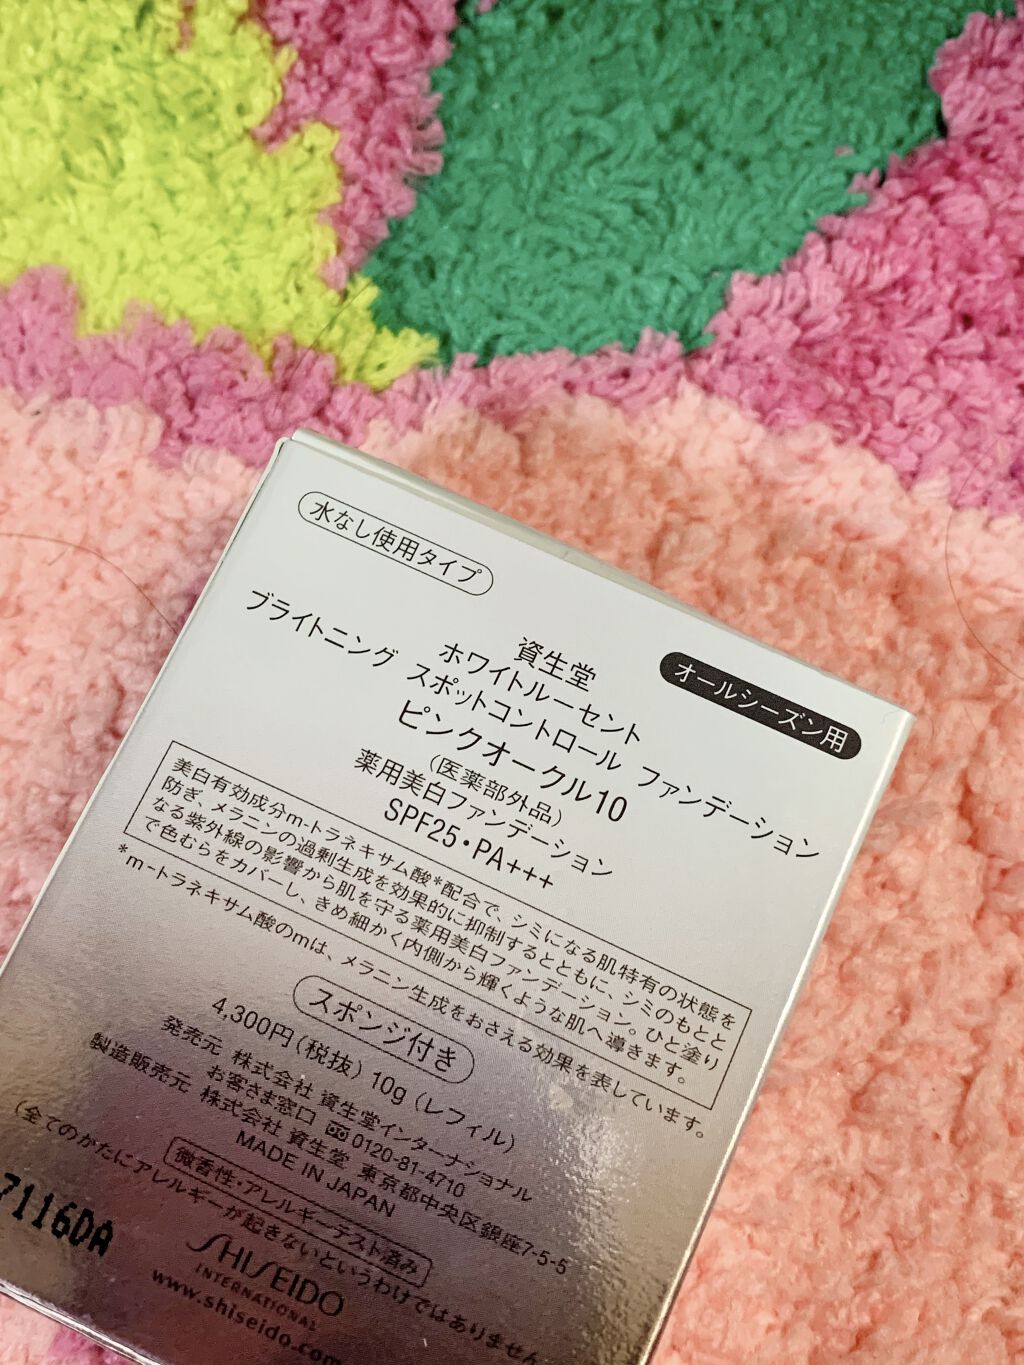 水なし使用タイプ
オールシーズン用
資生堂
ホワイトルーセント
ブライトニング スポットコントロール ファンデーション
ピンクオークル10
(医薬部外品)
薬用美白ファンデーション
SPF25・PA+++
美白有効成分m-トラネキサム酸*配合で、シミになる肌特有の状態を
防ぎ、メラニンの過剰生成を効果的に抑制するとともに、シミのもとと
なる紫外線の影響から肌を守る薬用美白ファンデーション。ひと塗り
で色むらをカバーし、きめ細かく内側から輝くような肌へ導きます。
*m-トラネキサム酸のmは、メラニン生成をおさえる効果を表しています。
スポンジ付き
4,300円(税抜) 10g (レフィル)
発売元 株式会社 資生堂インターナショナル
お客さま窓口 0120-81-4710
製造販売元 株式会社 資生堂 東京都中央区銀座7-5-5
MADE IN JAPAN
微香性・アレルギーテスト済み
(全てのかたにアレルギーが起きないというわけではありません
SHISEIDO
INTERNATIONAL
www.shiseido.com
7116DA